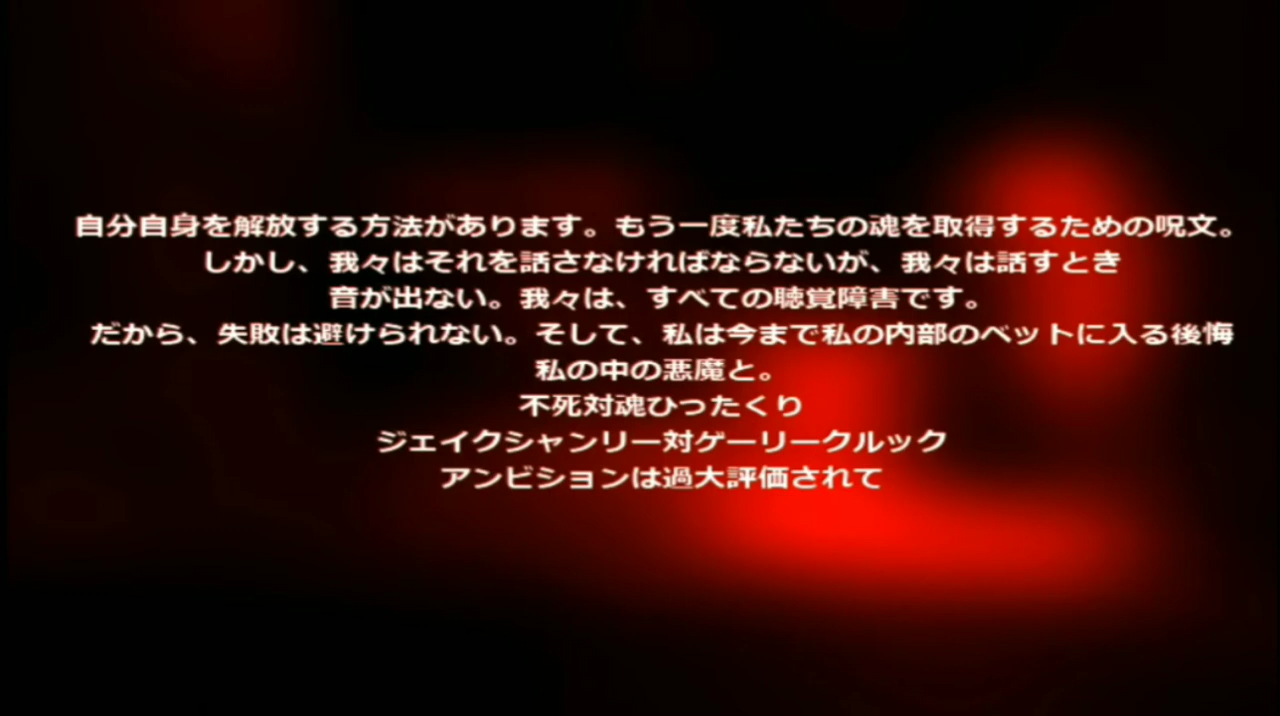 自分自身を解放する方法があります。もう一度私たちの魂を取得するための呪文。
しかし、我々はそれを話さなければならないが、我々は話すとき
音が出ない。我々は、すべての聴覚障害です。
だから、失敗は避けられない。そして、私は今まで私の内部のベットに入る後悔
私の中の悪魔と。
不死対魂ひったくり
ジェイクシャンリー対ゲーリークルック
アンビションは過大評価されて